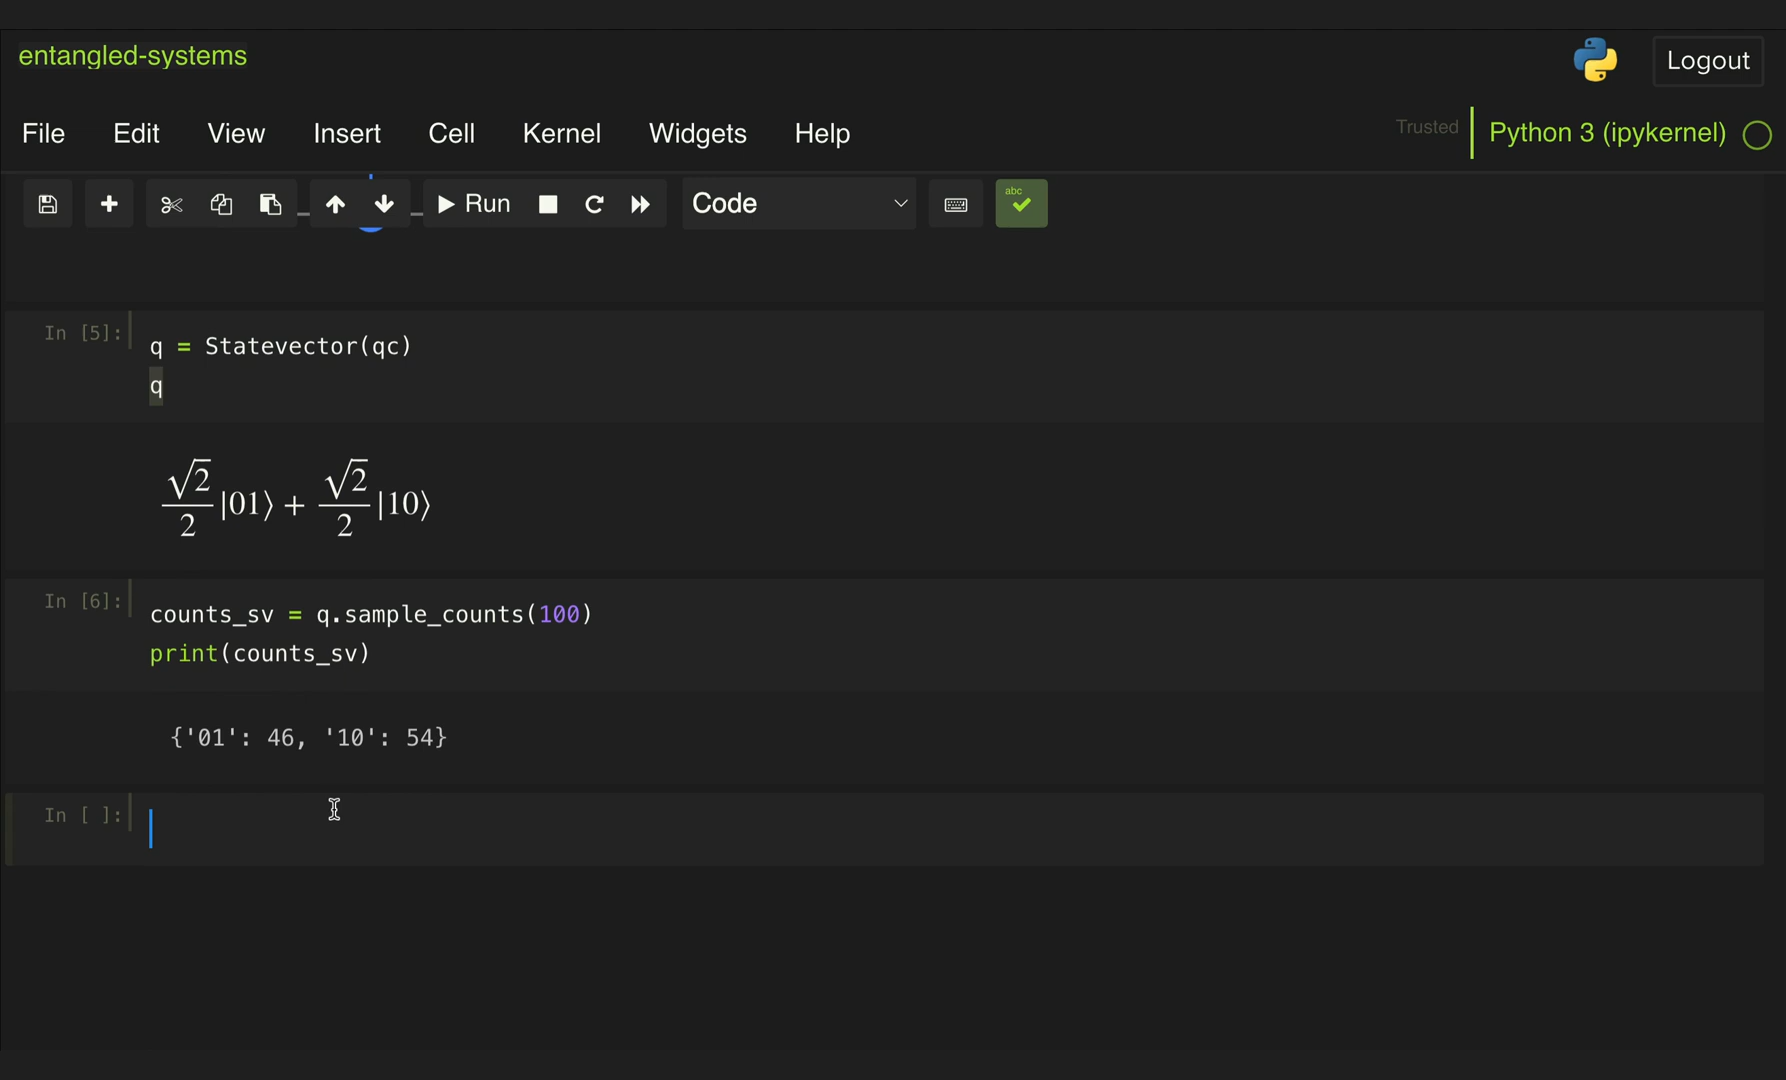 entangled-systems
Logout
File Edit View Insert Cell Kernel Widgets Help
Trusted Python 3 (ipykernel)
Run Code abc
In [5]:
q = Statevector(qc)
q
√2/2|01⟩ + √2/2|10⟩
In [6]:
counts_sv = q.sample_counts(100)
print(counts_sv)
{'01': 46, '10': 54}
In [ ]: